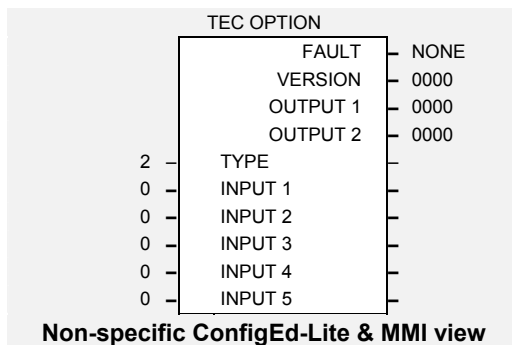 TEC OPTION
FAULT NONE
VERSION 0000
OUTPUT 1 0000
OUTPUT 2 0000
2 TYPE
0 INPUT 1
0 INPUT 2
0 INPUT 3
0 INPUT 4
0 INPUT 5
Non-specific ConfigEd-Lite & MMI view